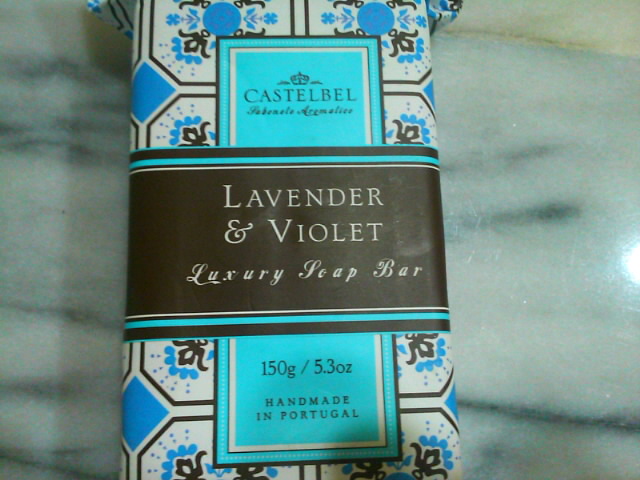 CASTELBEL
Sabonete Aromático
LAVENDER
& VIOLET
Luxury Soap Bar
150g / 5.3oz
HANDMADE
IN PORTUGAL